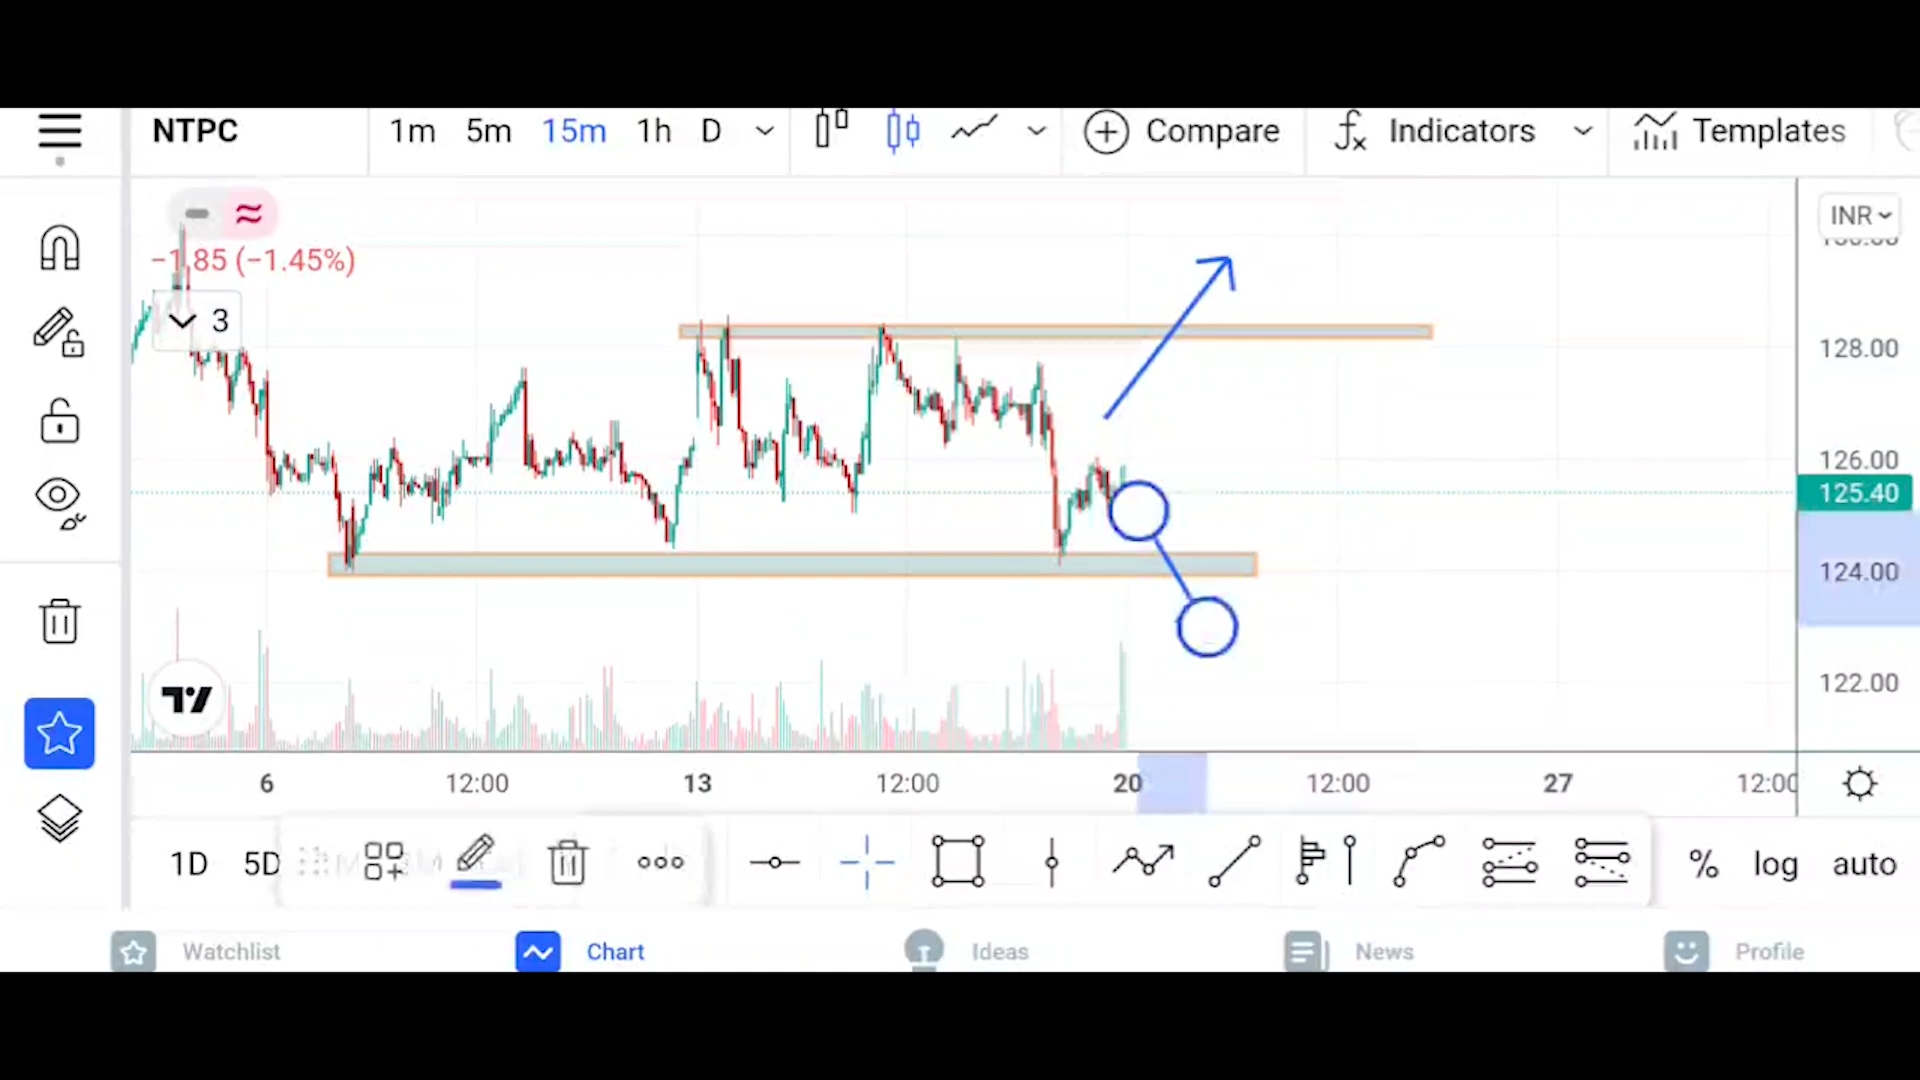 NTPC 1m 5m 15m 1h D Compare Indicators Templates
INR
−1.85 (−1.45%)
3
128.00
126.00
125.40
124.00
122.00
6 12:00 13 12:00 20 12:00 27 12:00
1D 5D % log auto
Watchlist Chart Ideas News Profile